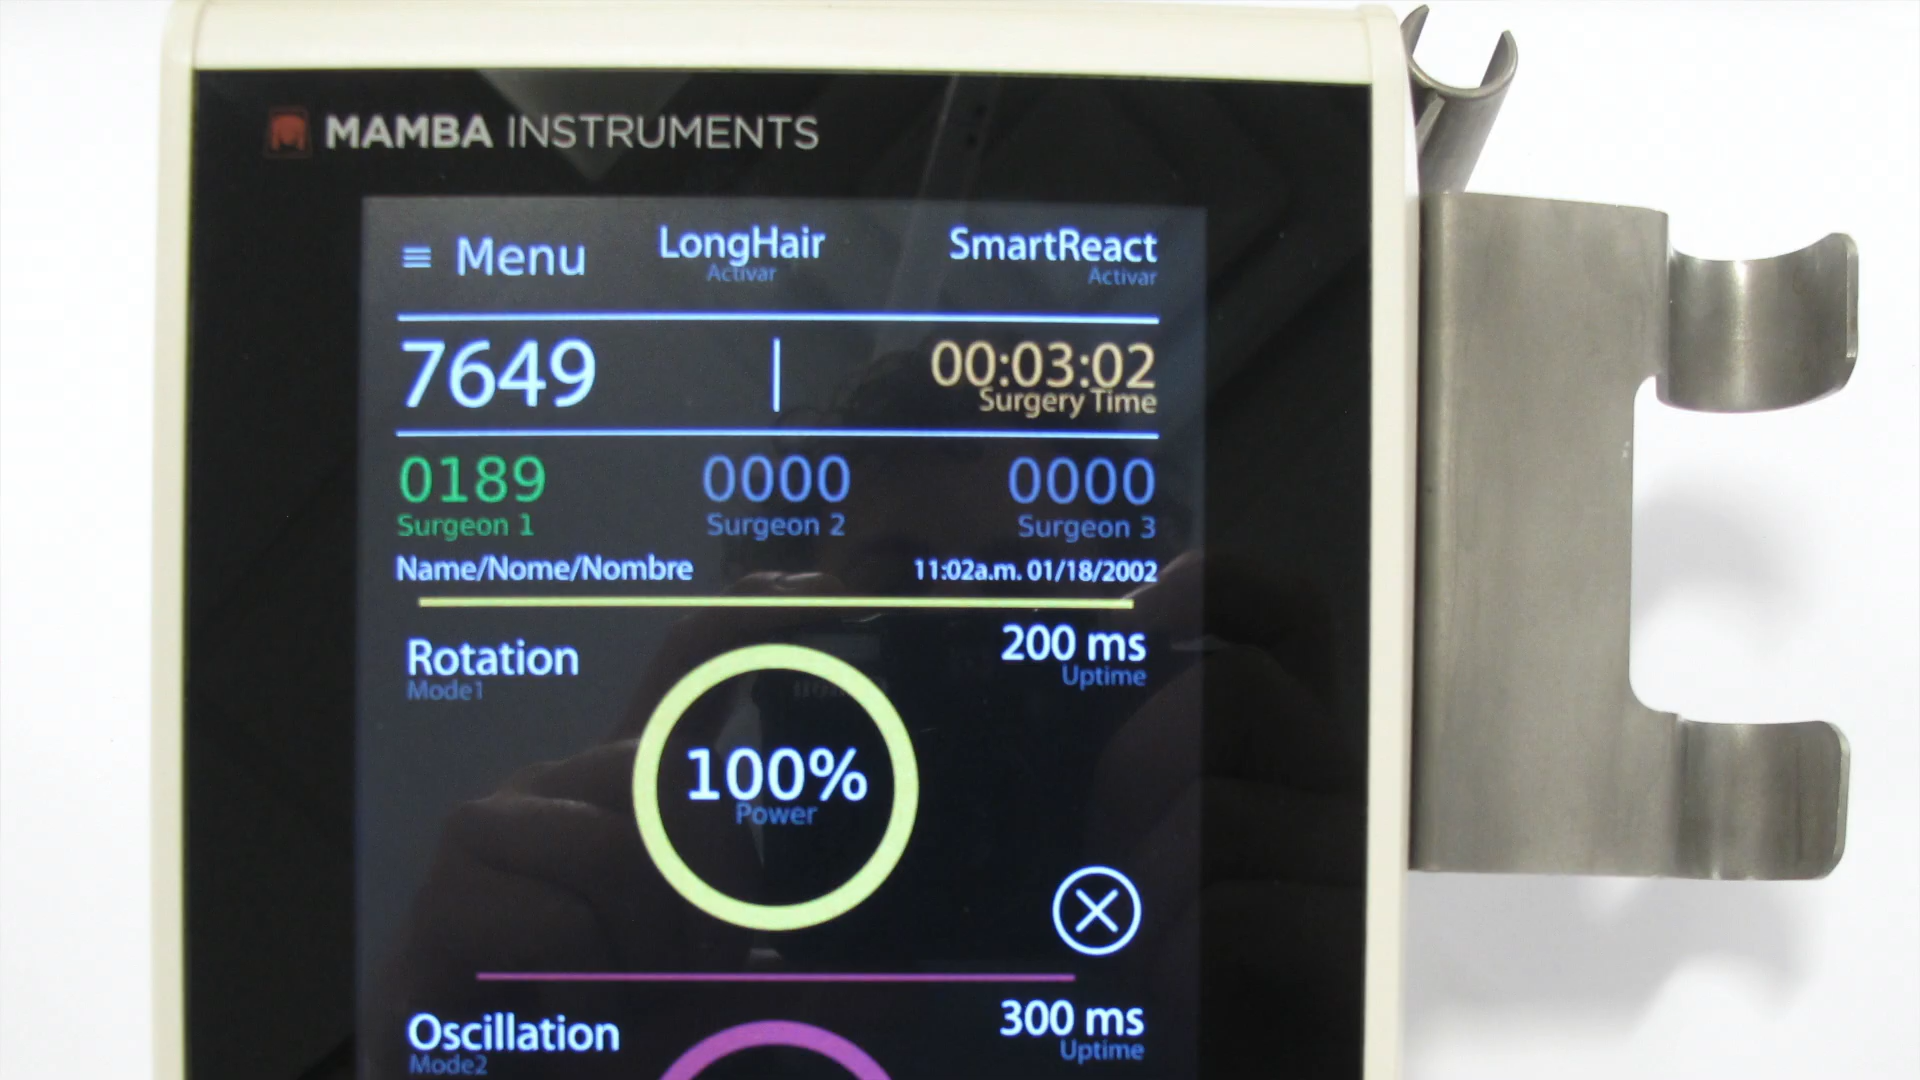 MAMBA INSTRUMENTS
≡ Menu LongHair SmartReact
Activar Activar
7649 00:03:02
Surgery Time
0189 0000 0000
Surgeon 1 Surgeon 2 Surgeon 3
Name/Nome/Nombre 11:02a.m. 01/18/2002
Rotation 200 ms
Mode1 Uptime
100%
Power
Oscillation 300 ms
Mode2 Uptime